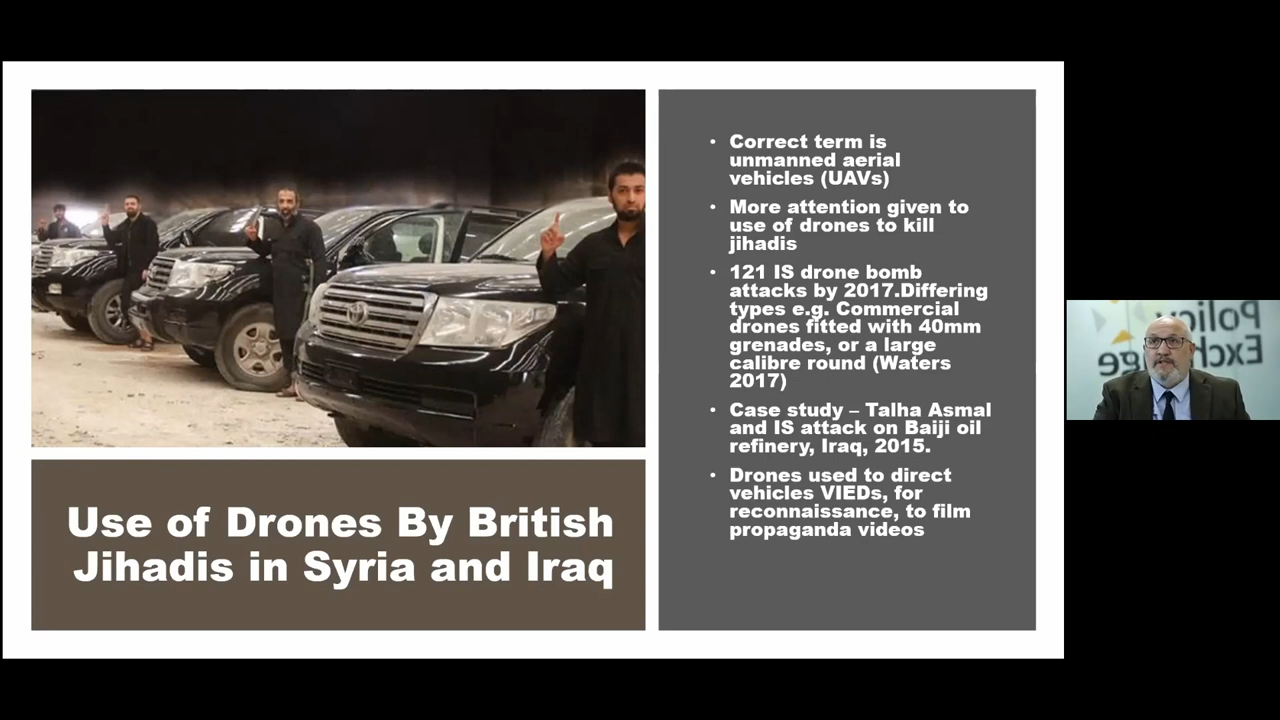 Use of Drones By British
Jihadis in Syria and Iraq
• Correct term is
unmanned aerial
vehicles (UAVs)
• More attention given to
use of drones to kill
jihadis
• 121 IS drone bomb
attacks by 2017.Differing
types e.g. Commercial
drones fitted with 40mm
grenades, or a large
calibre round (Waters
2017)
• Case study – Talha Asmal
and IS attack on Baiji oil
refinery, Iraq, 2015.
• Drones used to direct
vehicles VIEDs, for
reconnaissance, to film
propaganda videos
Policy
Exchange